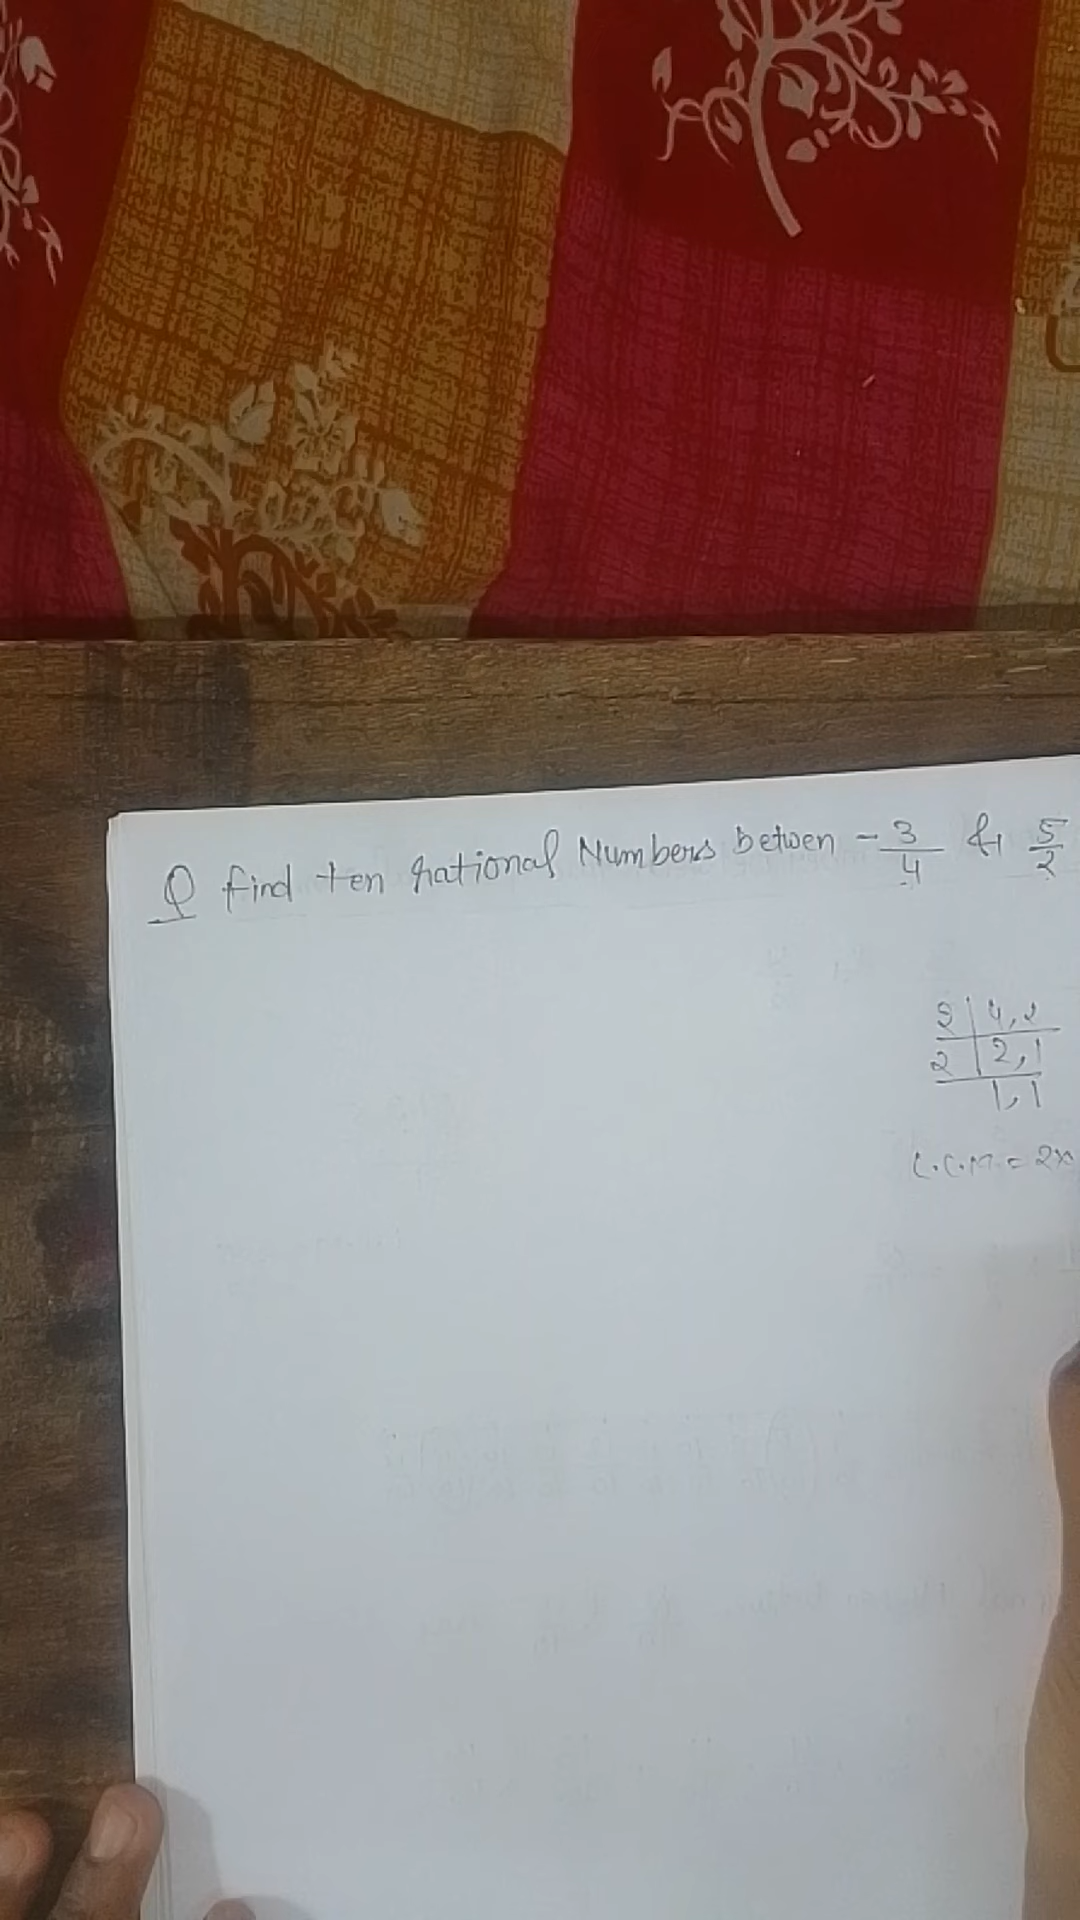 Q find ten rational Numbers betwen - 3/4 & 5/2
2 | 4, 2
2 | 2, 1
1, 1
L.C.M = 2x